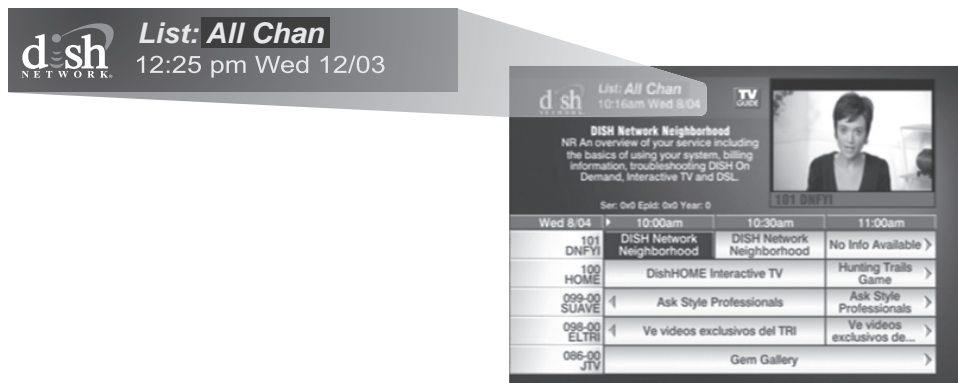 List: All Chan
dish
NETWORK®
12:25 pm Wed 12/03
List: All Chan
dish
NETWORK
10:16am Wed 8/04
TV
GUIDE
DISH Network Neighborhood
NR An overview of your service including
the basics of using your system, billing
information, troubleshooting DISH On
Demand, Interactive TV and DSL.
Ser: 0x0 Epid: 0x0 Year: 0
101 DNFYI
Wed 8/04 10:00am 10:30am 11:00am
101
DNFYI
DISH Network
Neighborhood
DISH Network
Neighborhood
No Info Available
100
HOME
DishHOME Interactive TV
Hunting Trails
Game
099-00
SUAVE
Ask Style Professionals
Ask Style
Professionals
098-00
ELTRI
Ve videos exclusivos del TRI
Ve videos
exclusivos de...
086-00
JTV
Gem Gallery